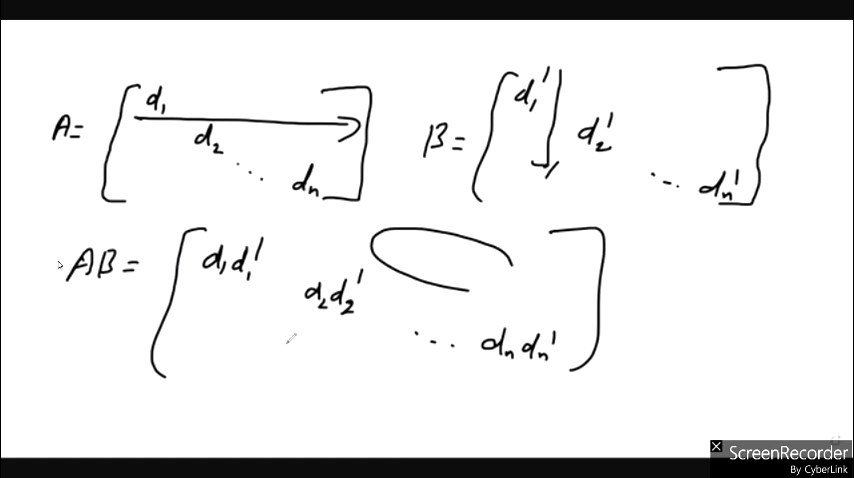 A = [ d₁ d₂ ... dₙ ] B = [ d₁' d₂' ... dₙ' ]
AB = [ d₁d₁' d₂d₂' ... dₙdₙ' ]
ScreenRecorder
By CyberLink